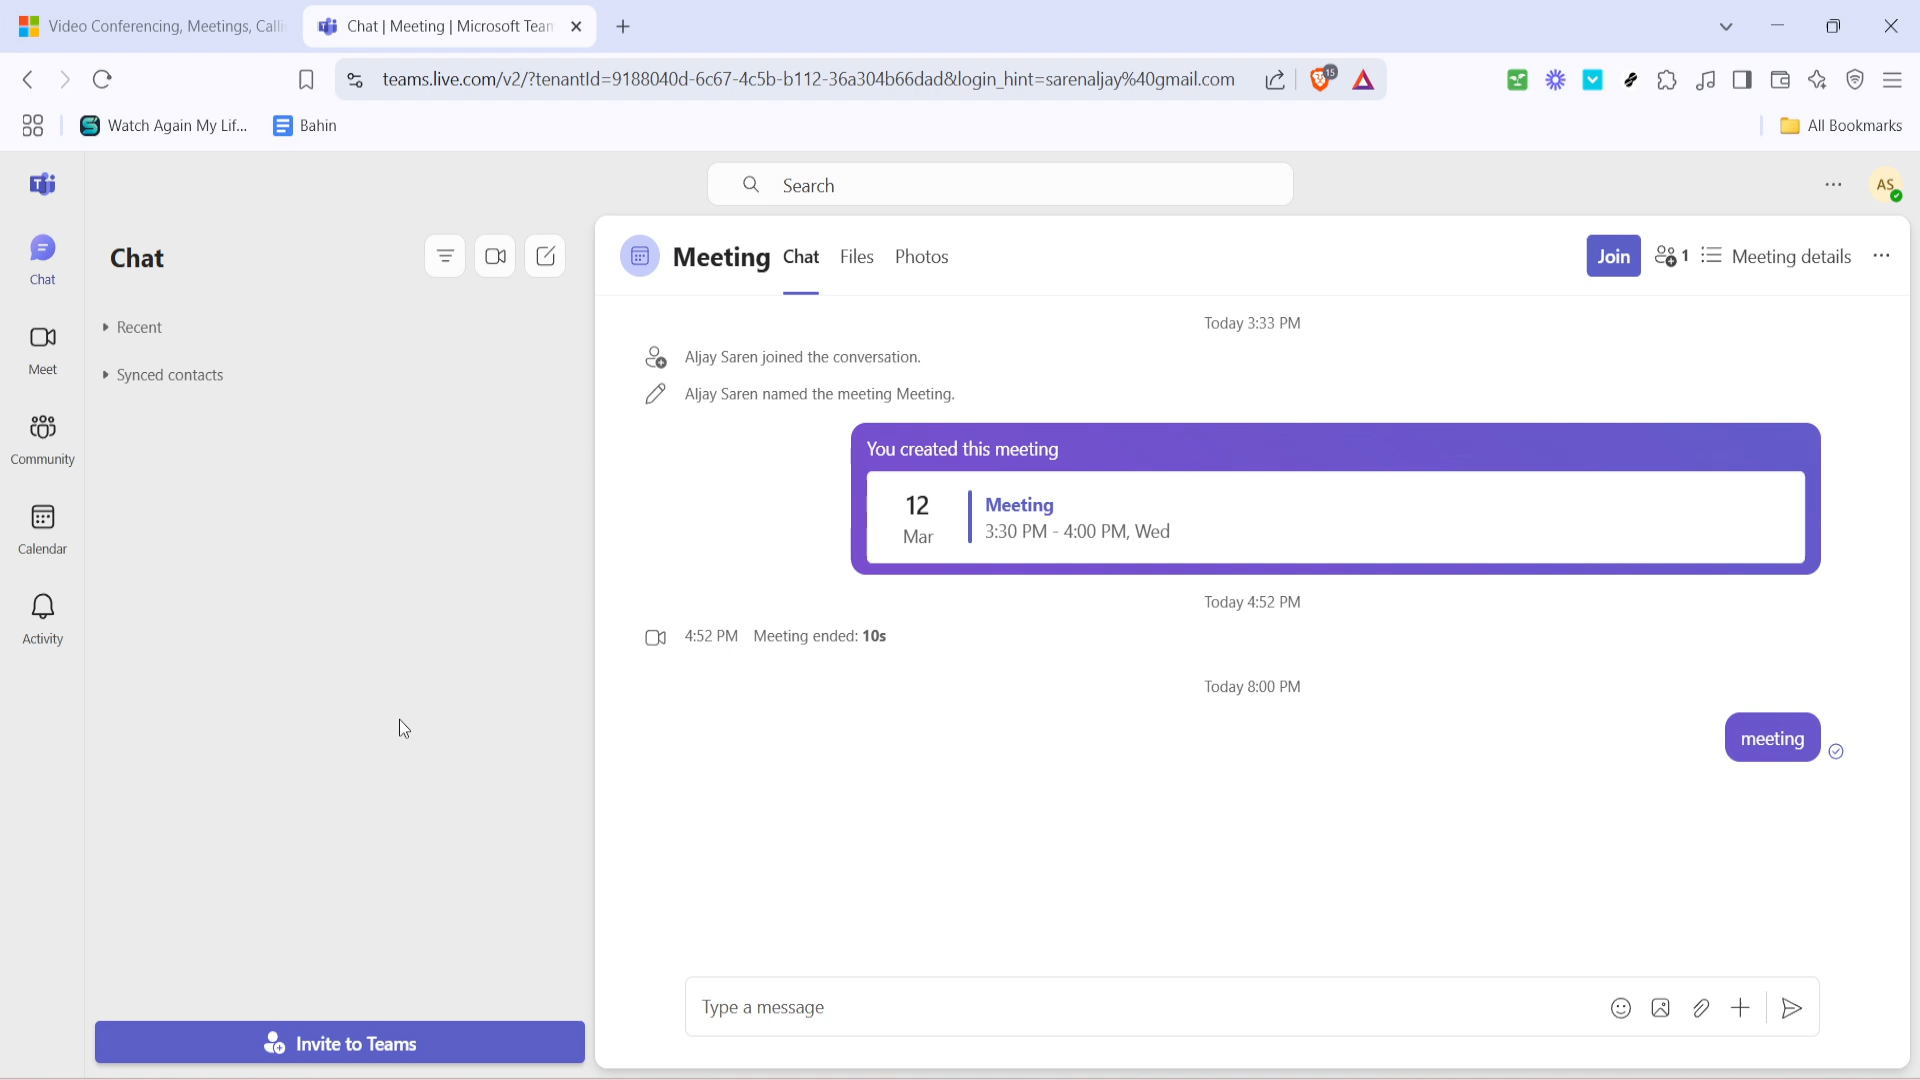 Video Conferencing, Meetings, Calli
Chat | Meeting | Microsoft Team
teams.live.com/v2/?tenantId=9188040d-6c67-4c5b-b112-36a304b66dad&login_hint=sarenaljay%40gmail.com
15
Watch Again My Lif...
Bahin
All Bookmarks
Search
AS
Chat
Meet
Community
Calendar
Activity
Chat
Recent
Synced contacts
Invite to Teams
Meeting Chat Files Photos
Join 1 Meeting details
Today 3:33 PM
Aljay Saren joined the conversation.
Aljay Saren named the meeting Meeting.
You created this meeting
12 Meeting
Mar 3:30 PM - 4:00 PM, Wed
Today 4:52 PM
4:52 PM Meeting ended: 10s
Today 8:00 PM
meeting
Type a message